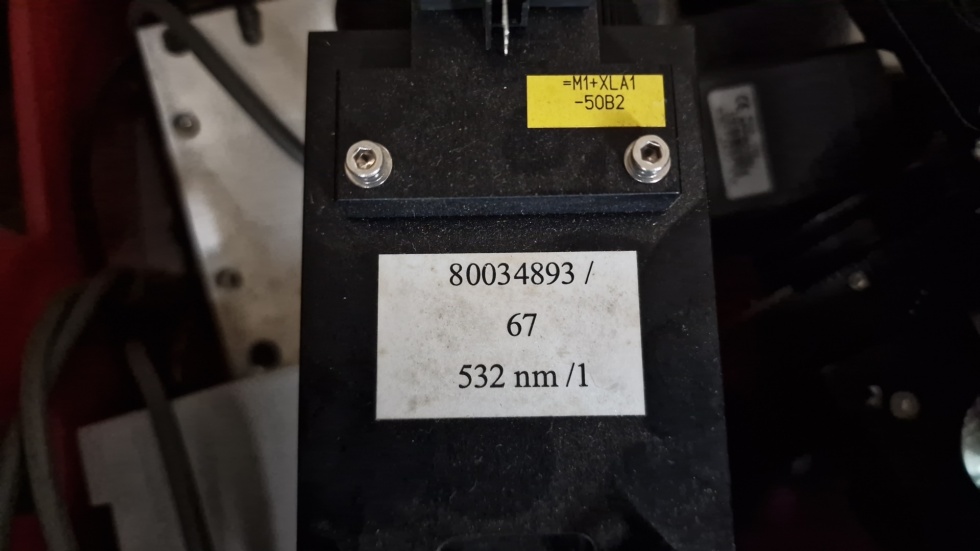 =M1+XLA1
-50B2
80034893 /
67
532 nm /1